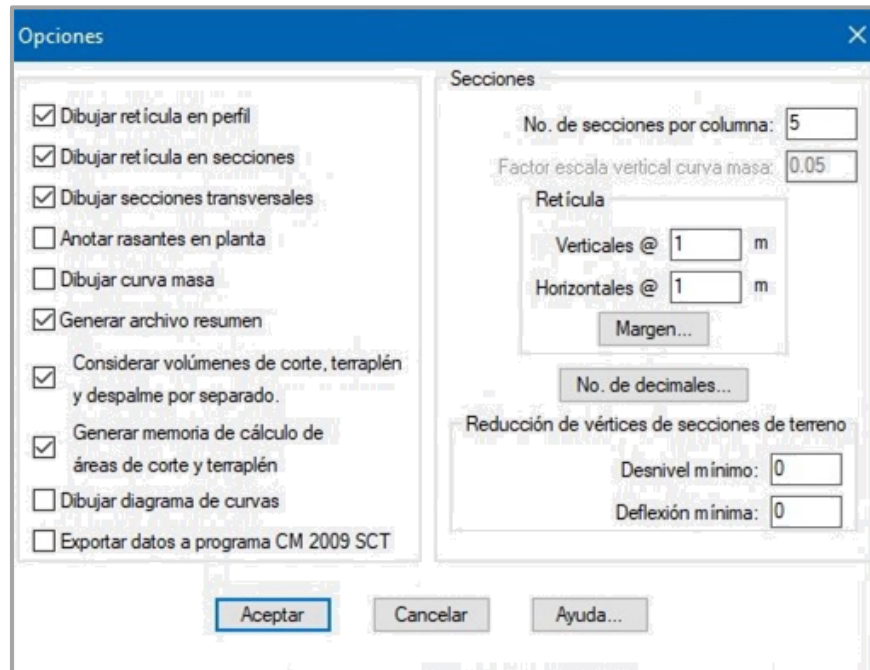 Opciones
Dibujar retícula en perfil
Dibujar retícula en secciones
Dibujar secciones transversales
Anotar rasantes en planta
Dibujar curva masa
Generar archivo resumen
Considerar volúmenes de corte, terraplén
y despalme por separado.
Generar memoria de cálculo de
áreas de corte y terraplén
Dibujar diagrama de curvas
Exportar datos a programa CM 2009 SCT
Secciones
No. de secciones por columna: 5
Factor escala vertical curva masa: 0.05
Retícula
Verticales @ 1 m
Horizontales @ 1 m
Margen...
No. de decimales...
Reducción de vértices de secciones de terreno
Desnivel mínimo: 0
Deflexión mínima: 0
Aceptar Cancelar Ayuda...